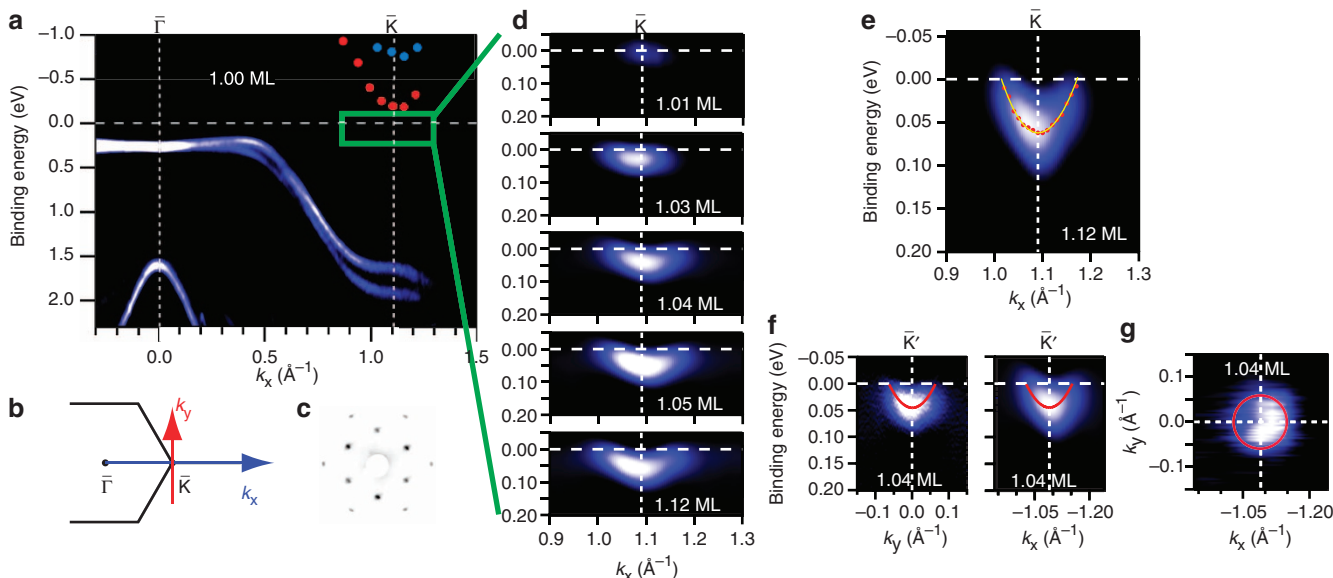 a
Γ̄
K̄
−1.0
−0.5
0.0
0.5
1.0
1.5
2.0
Binding energy (eV)
1.00 ML
0.0
0.5
1.0
1.5
kx (Å−1)
b
ky
Γ̄
K̄
kx
c
d
K̄
0.00
0.10
0.20
1.01 ML
0.00
0.10
0.20
1.03 ML
0.00
0.10
0.20
1.04 ML
0.00
0.10
0.20
1.05 ML
0.00
0.10
0.20
1.12 ML
0.9
1.0
1.1
1.2
1.3
kx (Å−1)
e
K̄
−0.05
0.00
0.05
0.10
0.15
0.20
Binding energy (eV)
1.12 ML
0.9
1.0
1.1
1.2
1.3
kx (Å−1)
f
K̄′
K̄′
−0.05
0.00
0.05
0.10
0.15
0.20
Binding energy (eV)
1.04 ML
1.04 ML
−0.1
0.0
0.1
ky (Å−1)
−1.05
−1.20
kx (Å−1)
g
1.04 ML
0.1
0.0
−0.1
ky (Å−1)
−1.05
−1.20
kx (Å−1)